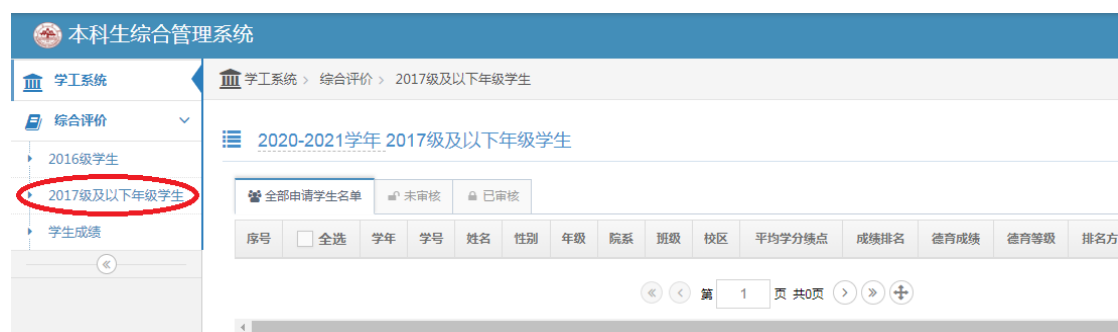 本科生综合管理系统
学工系统
综合评价
2016级学生
2017级及以下年级学生
学生成绩
学工系统 > 综合评价 > 2017级及以下年级学生
2020-2021学年 2017级及以下年级学生
全部申请学生名单 未审核 已审核
序号 全选 学年 学号 姓名 性别 年级 院系 班级 校区 平均学分绩点 成绩排名 德育成绩 德育等级 排名方
第 1 页 共0页